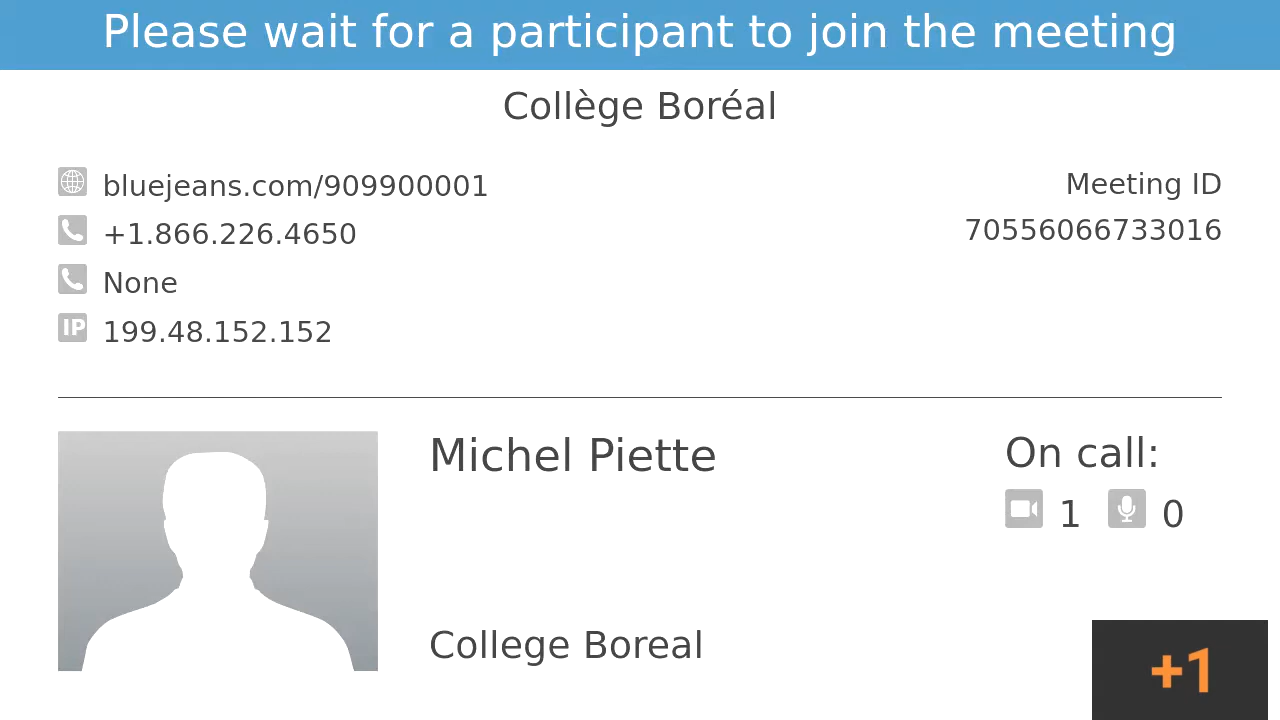 Please wait for a participant to join the meeting
Collège Boréal
bluejeans.com/909900001
+1.866.226.4650
None
IP 199.48.152.152
Meeting ID
70556066733016
Michel Piette
On call:
1 0
College Boreal
+1